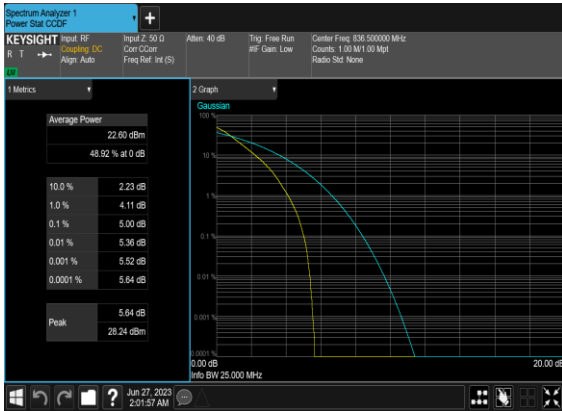 Spectrum Analyzer 1
Power Stat CCDF
KEYSIGHT
R T
LXI
Input: RF
Coupling: DC
Align: Auto
Input Z: 50 Ω
Corr CCorr
Freq Ref: Int (S)
Atten: 40 dB
Trig: Free Run
#IF Gain: Low
Center Freq: 836.500000 MHz
Counts: 1.00 M/1.00 Mpt
Radio Std: None
1 Metrics
Average Power
22.60 dBm
48.92 % at 0 dB
10.0 % 2.23 dB
1.0 % 4.11 dB
0.1 % 5.00 dB
0.01 % 5.36 dB
0.001 % 5.52 dB
0.0001 % 5.64 dB
Peak
5.64 dB
28.24 dBm
2 Graph
Gaussian
100 %
10 %
1 %
0.1 %
0.01 %
0.001 %
0.0001 %
0.00 dB
20.00 dB
Info BW 25.000 MHz
Jun 27, 2023
2:01:57 AM